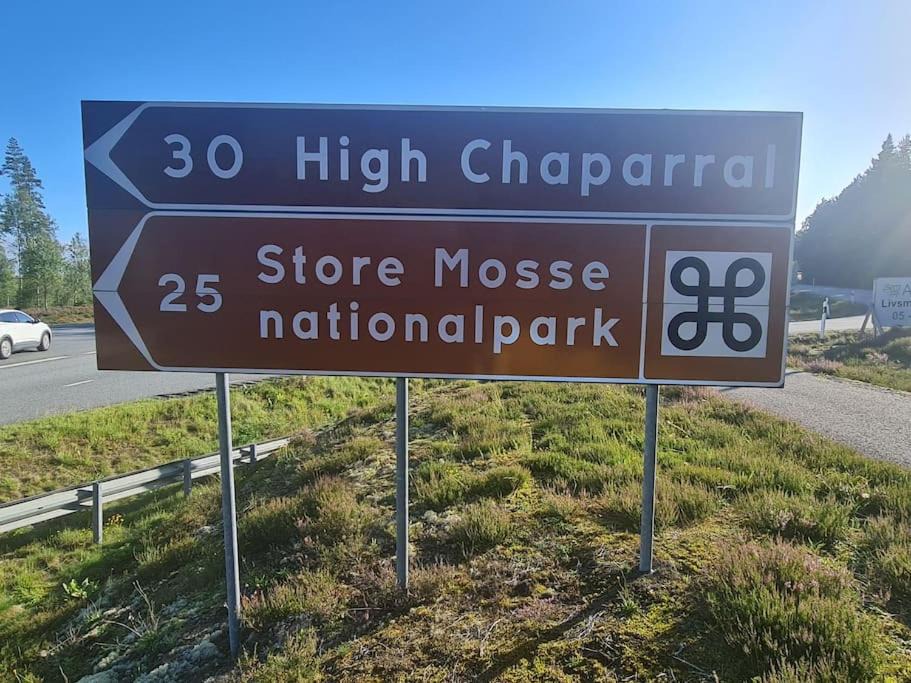 30 High Chaparral
25 Store Mosse
nationalpark